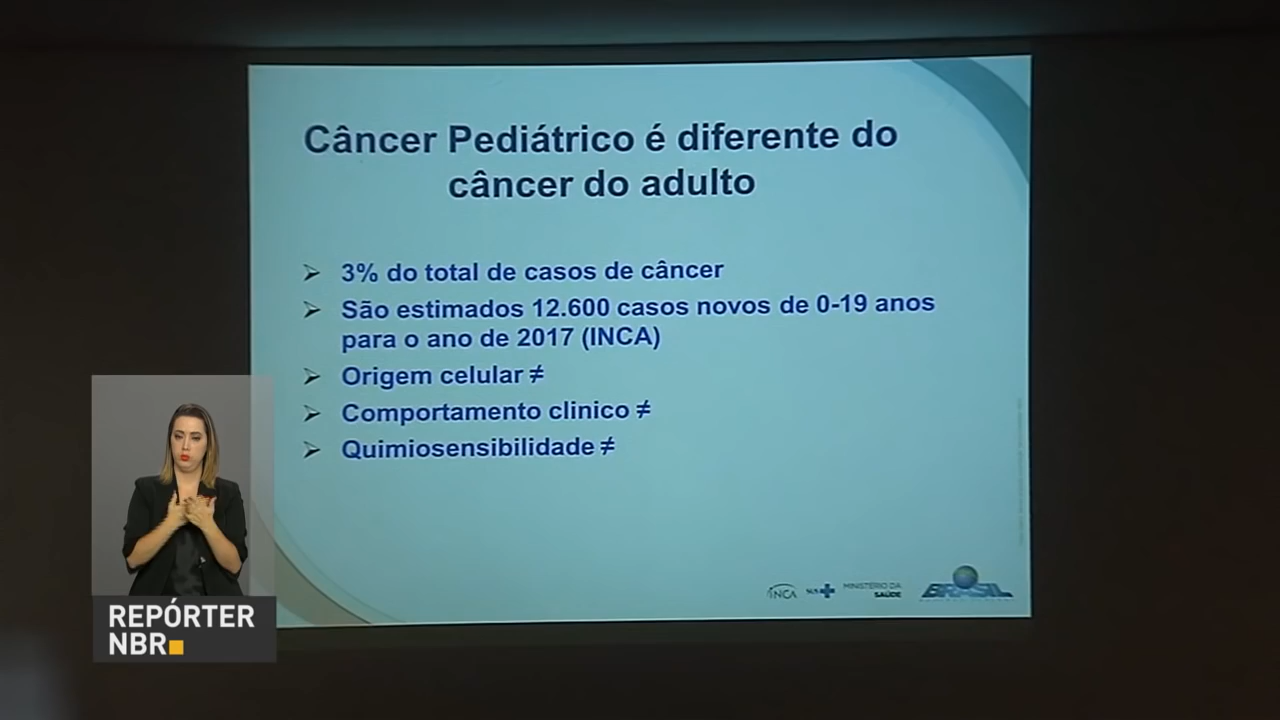 Câncer Pediátrico é diferente do
câncer do adulto
3% do total de casos de câncer
São estimados 12.600 casos novos de 0-19 anos
para o ano de 2017 (INCA)
Origem celular ≠
Comportamento clinico ≠
Quimiosensibilidade ≠
INCA
SUS
MINISTÉRIO DA
SAÚDE
BRASIL
REPÓRTER
NBR